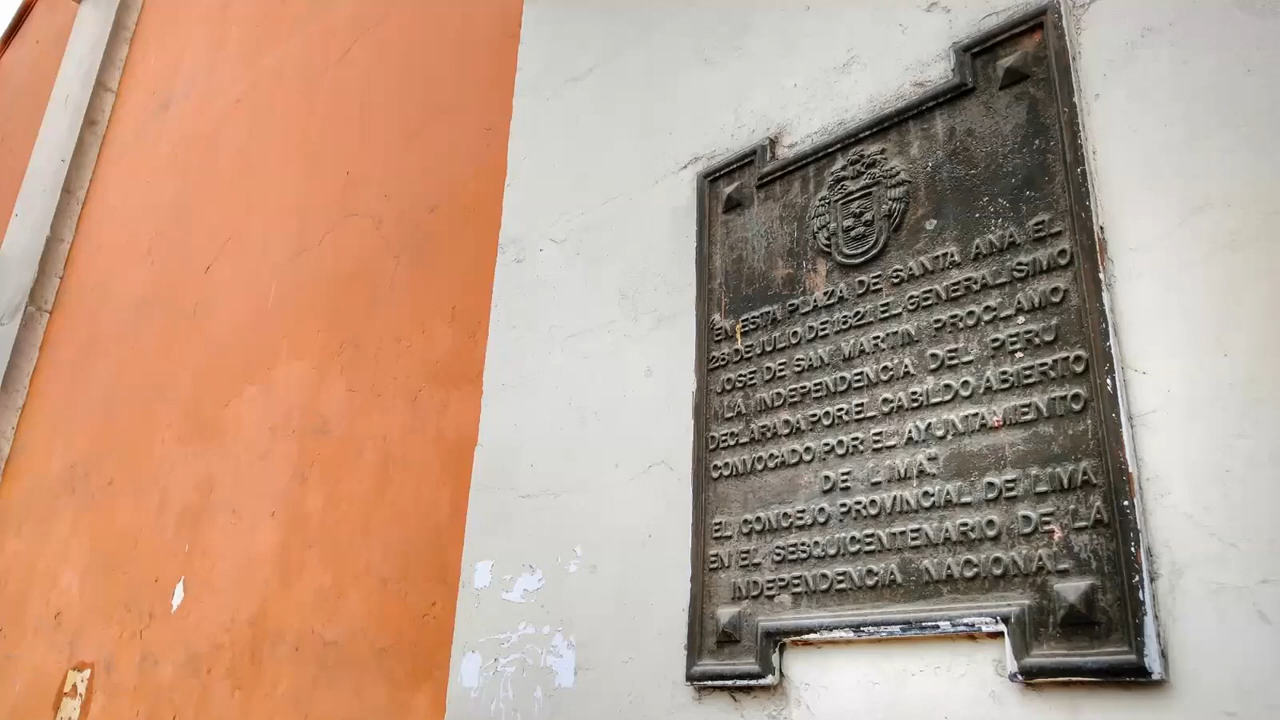 "EN ESTA PLAZA DE SANTA ANA EL
28 DE JULIO DE 1821 EL GENERALISIMO
JOSE DE SAN MARTIN PROCLAMO
LA INDEPENDENCIA DEL PERU
DECLARADA POR EL CABILDO ABIERTO
CONVOCADO POR EL AYUNTAMIENTO
DE LIMA"
EL CONCEJO PROVINCIAL DE LIMA
EN EL SESQUICENTENARIO DE LA
INDEPENDENCIA NACIONAL